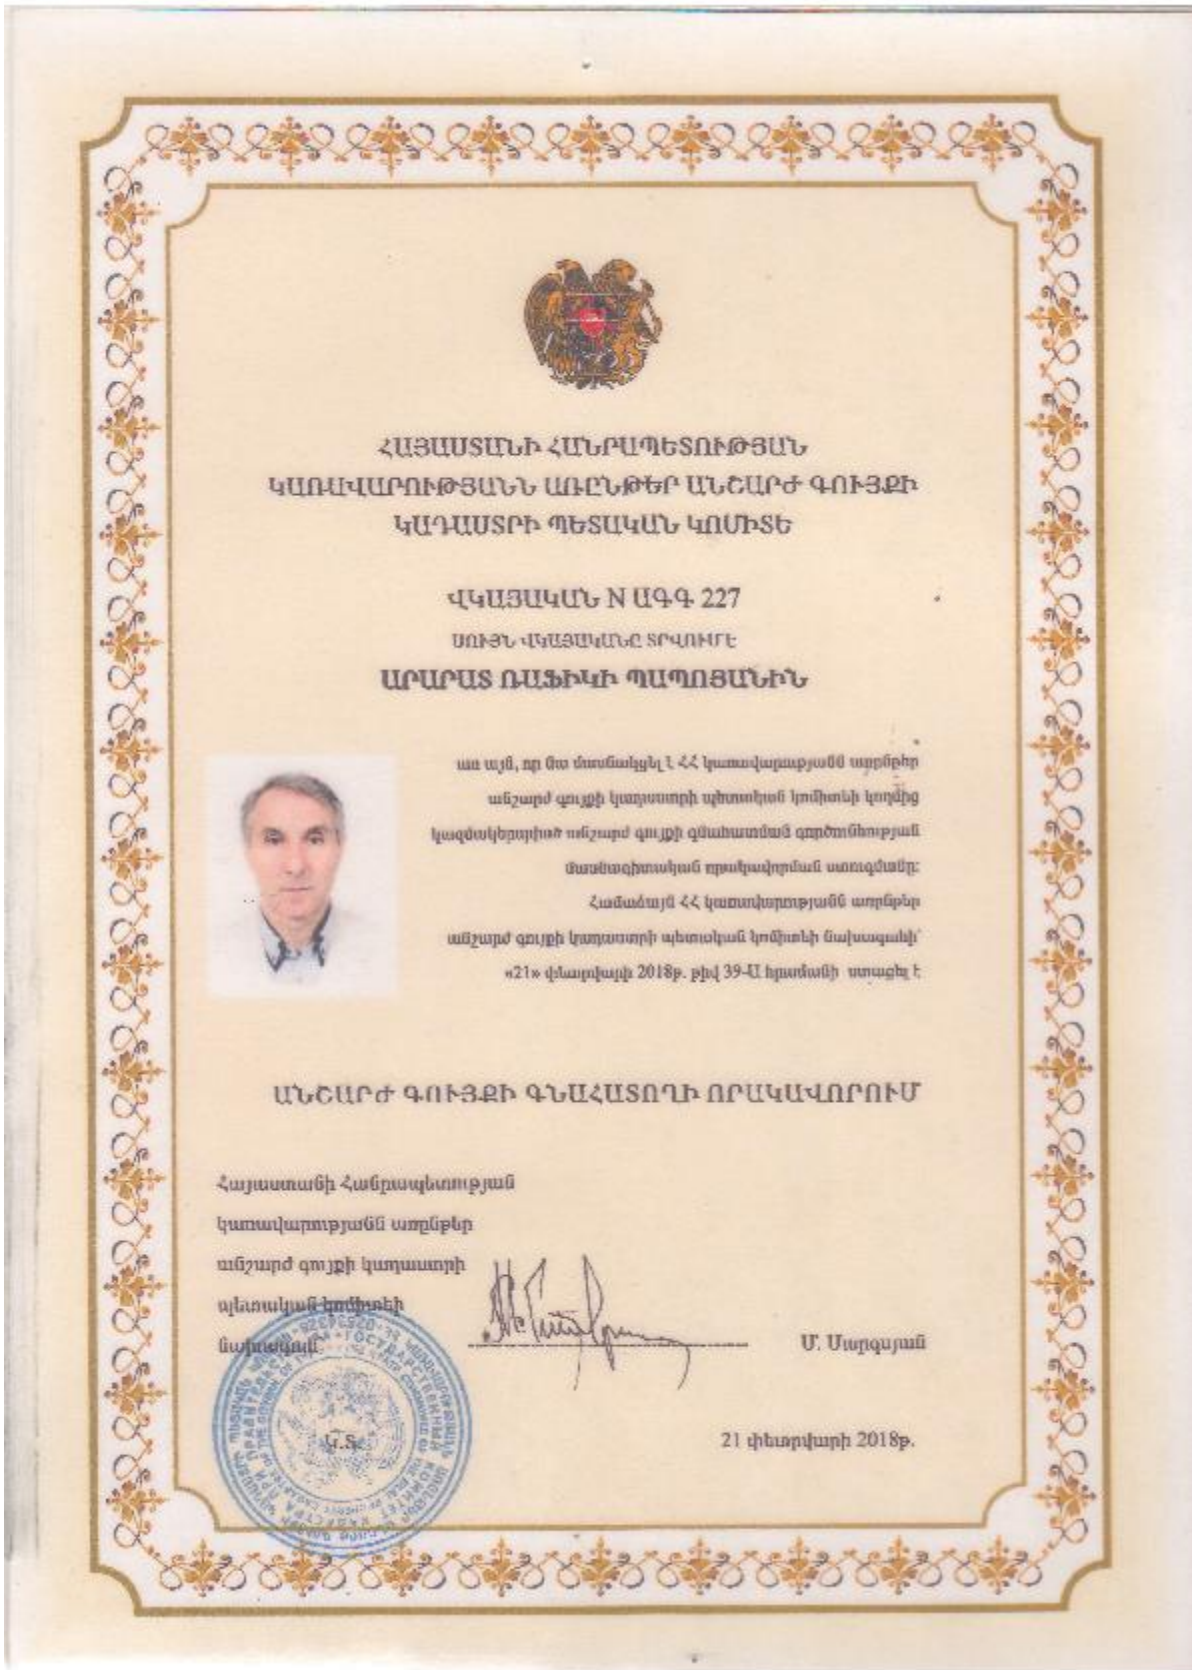 ՀԱՅԱՍՏԱՆԻ ՀԱՆՐԱՊԵՏՈՒԹՅԱՆ
ԿԱՌԱՎԱՐՈՒԹՅԱՆՆ ԱՌԸՆԹԵՐ ԱՆՇԱՐԺ ԳՈՒՅՔԻ
ԿԱԴԱՍՏՐԻ ՊԵՏԱԿԱՆ ԿՈՄԻՏԵ
ՎԿԱՅԱԿԱՆ N ԱԳԳ 227
ՍՈՒՅՆ ՎԿԱՅԱԿԱՆԸ ՏՐՎՈՒՄ Է
ԱՐԱՐԱՏ ՌԱՖԻԿԻ ՊԱՊՈՅԱՆԻՆ
առ այն, որ նա մասնակցել է ՀՀ կառավարությանն առընթեր
անշարժ գույքի կադաստրի պետական կոմիտեի կողմից
կազմակերպված անշարժ գույքի գնահատման գործունեության
մասնագիտական որակավորման ստուգմանը:
Համաձայն ՀՀ կառավարությանն առընթեր
անշարժ գույքի կադաստրի պետական կոմիտեի նախագահի՝
«21» փետրվարի 2018թ. թիվ 39-Ա հրամանի ստացել է
ԱՆՇԱՐԺ ԳՈՒՅՔԻ ԳՆԱՀԱՏՈՂԻ ՈՐԱԿԱՎՈՐՈՒՄ
Հայաստանի Հանրապետության
կառավարությանն առընթեր
անշարժ գույքի կադաստրի
պետական կոմիտեի
նախագահ
Մ. Սարգսյան
Կ.Տ.
21 փետրվարի 2018թ.